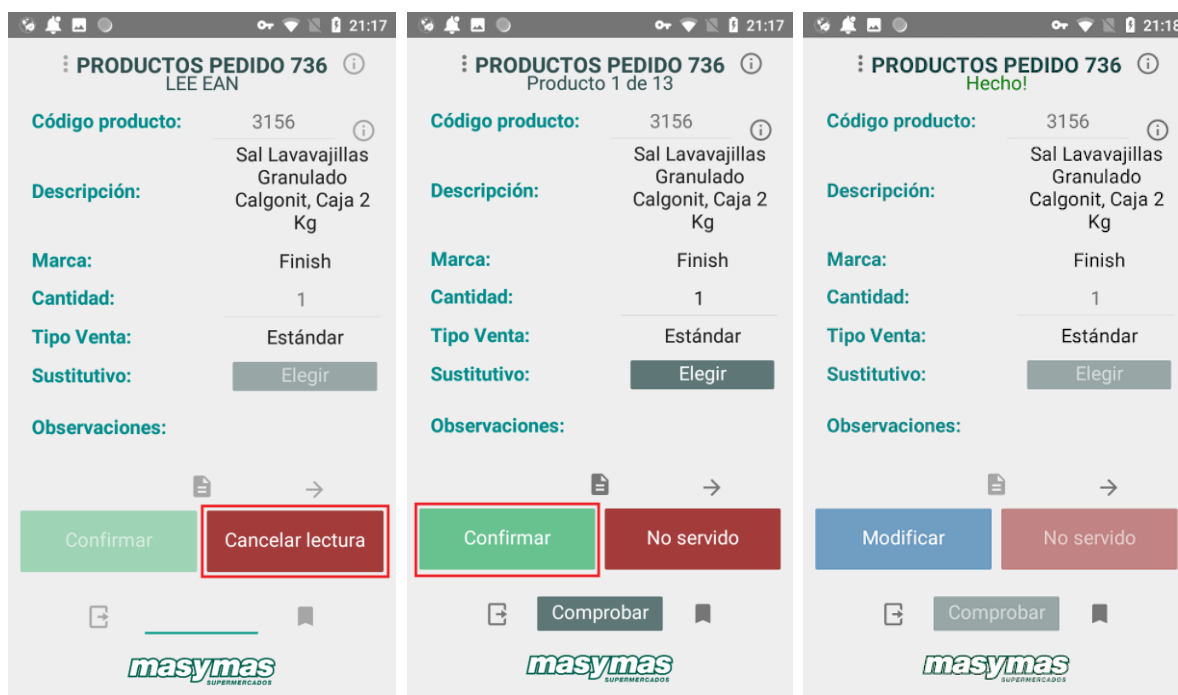 21:17
PRODUCTOS PEDIDO 736
LEE EAN
Código producto:
3156
Descripción:
Sal Lavavajillas
Granulado
Calgonit, Caja 2
Kg
Marca:
Finish
Cantidad:
1
Tipo Venta:
Estándar
Sustitutivo:
Elegir
Observaciones:
Confirmar
Cancelar lectura
masymas
SUPERMERCADOS
21:17
PRODUCTOS PEDIDO 736
Producto 1 de 13
Código producto:
3156
Descripción:
Sal Lavavajillas
Granulado
Calgonit, Caja 2
Kg
Marca:
Finish
Cantidad:
1
Tipo Venta:
Estándar
Sustitutivo:
Elegir
Observaciones:
Confirmar
No servido
Comprobar
masymas
SUPERMERCADOS
21:18
PRODUCTOS PEDIDO 736
Hecho!
Código producto:
3156
Descripción:
Sal Lavavajillas
Granulado
Calgonit, Caja 2
Kg
Marca:
Finish
Cantidad:
1
Tipo Venta:
Estándar
Sustitutivo:
Elegir
Observaciones:
Modificar
No servido
Comprobar
masymas
SUPERMERCADOS